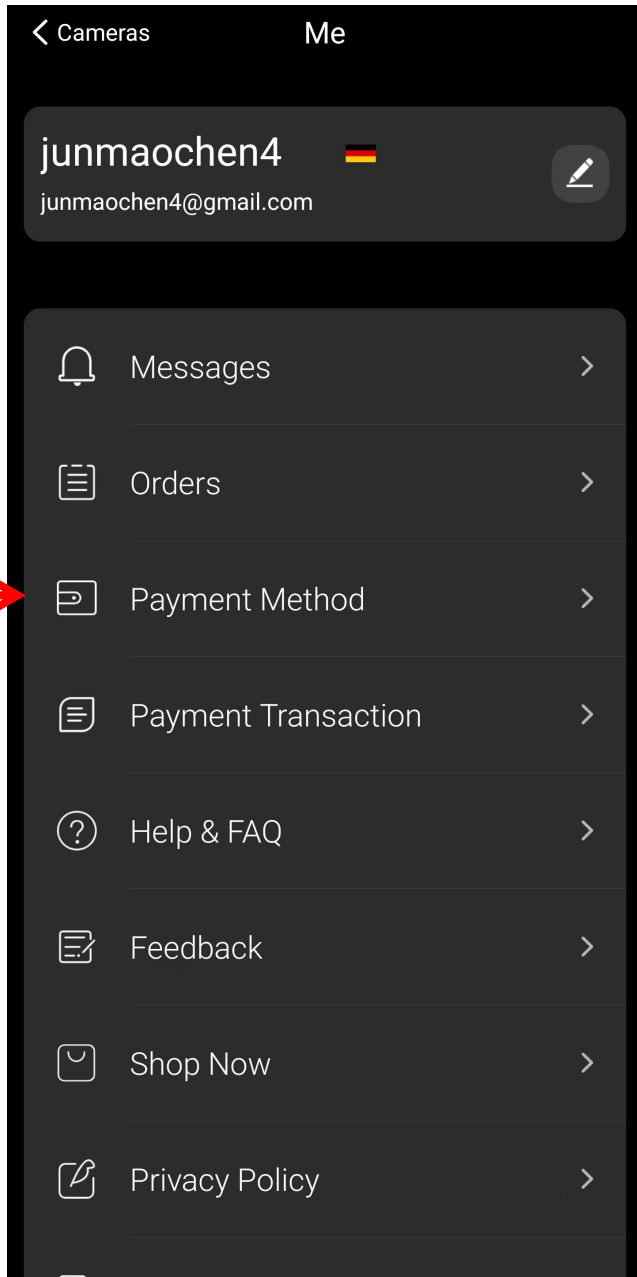 Cameras
Me
junmaochen4
junmaochen4@gmail.com
Messages
Orders
Payment Method
Payment Transaction
Help & FAQ
Feedback
Shop Now
Privacy Policy